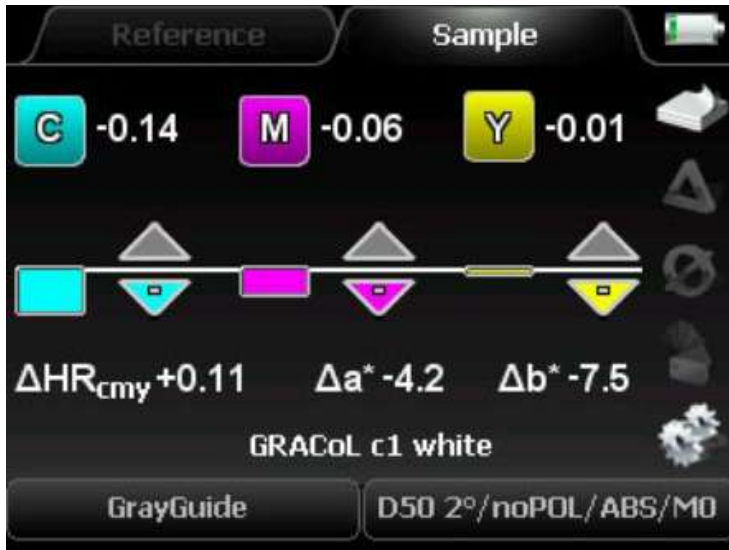 Reference Sample
C -0.14 M -0.06 Y -0.01
ΔHRcmy +0.11 Δa* -4.2 Δb* -7.5
GRACoL c1 white
GrayGuide D50 2°/noPOL/ABS/M0